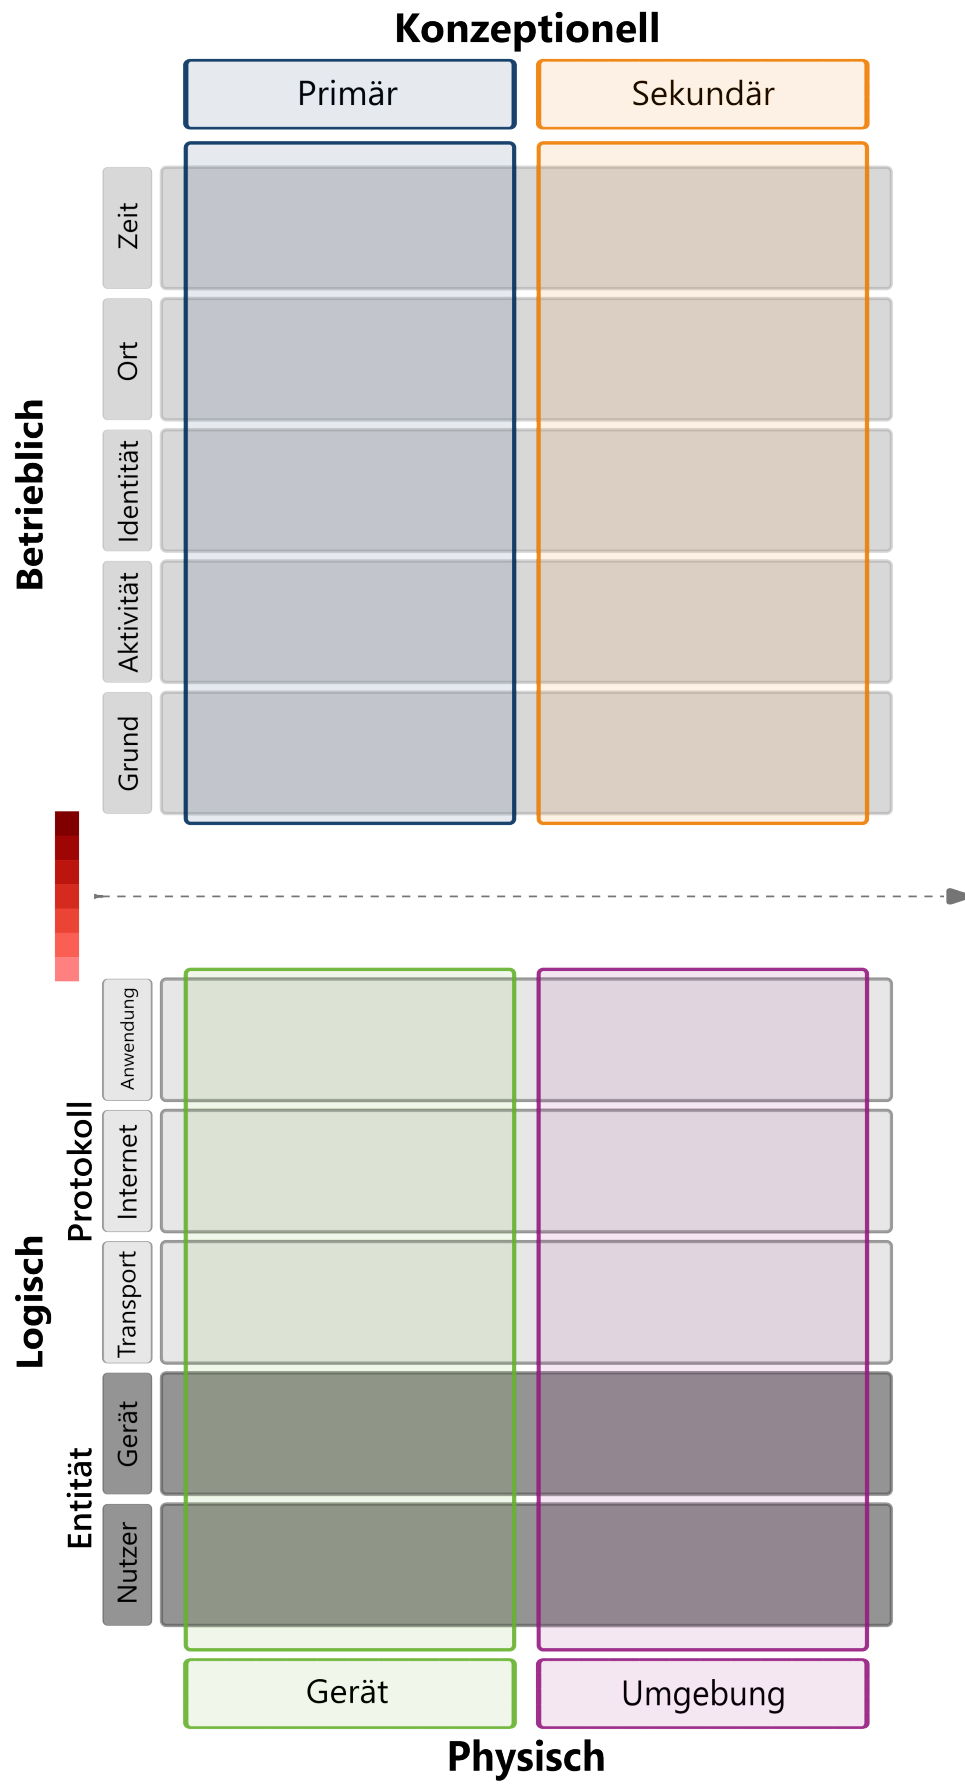 Konzeptionell
Primär
Sekundär
Betrieblich
Zeit
Ort
Identität
Aktivität
Grund
Logisch
Protokoll
Anwendung
Internet
Transport
Entität
Gerät
Nutzer
Gerät
Umgebung
Physisch